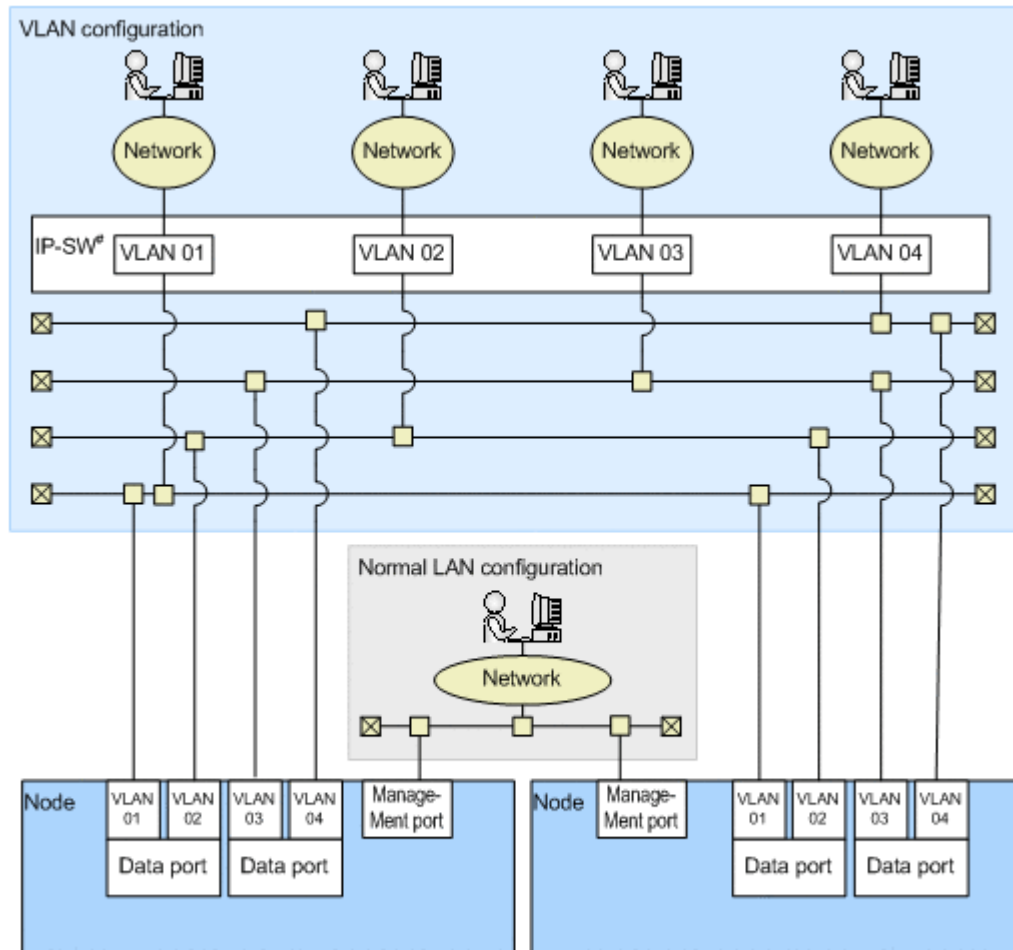 VLAN configuration
Network
Network
Network
Network
IP-SW#
VLAN 01
VLAN 02
VLAN 03
VLAN 04
Normal LAN configuration
Network
Node
VLAN
01
VLAN
02
VLAN
03
VLAN
04
Manage-
Ment port
Data port
Data port
Node
Manage-
Ment port
VLAN
01
VLAN
02
VLAN
03
VLAN
04
Data port
Data port